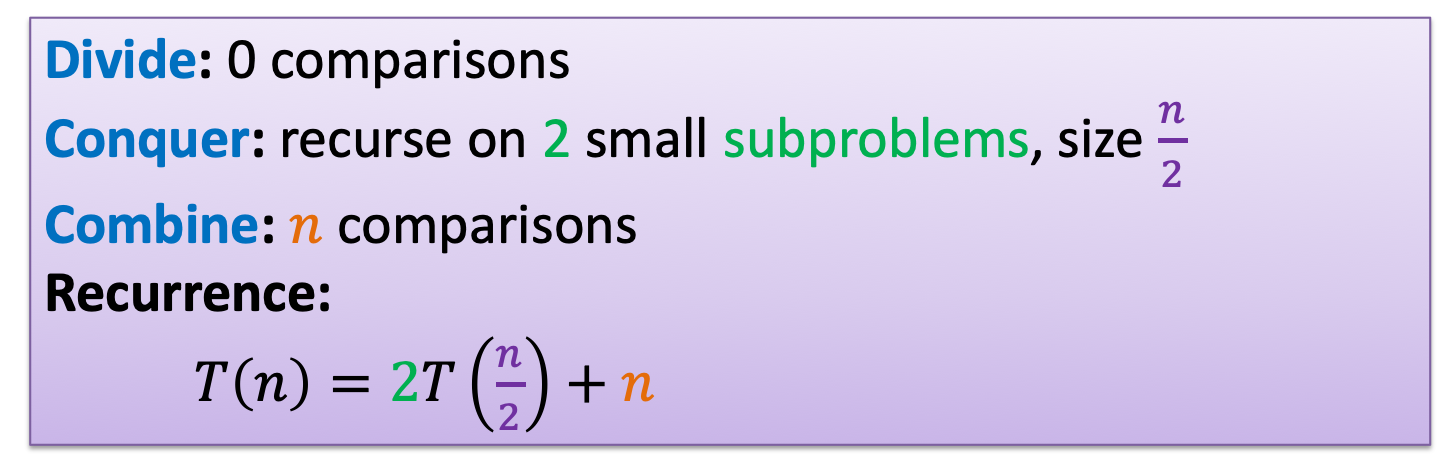 Divide: 0 comparisons
Conquer: recurse on 2 small subproblems, size n/2
Combine: n comparisons
Recurrence:
T(n) = 2T(n/2) + n